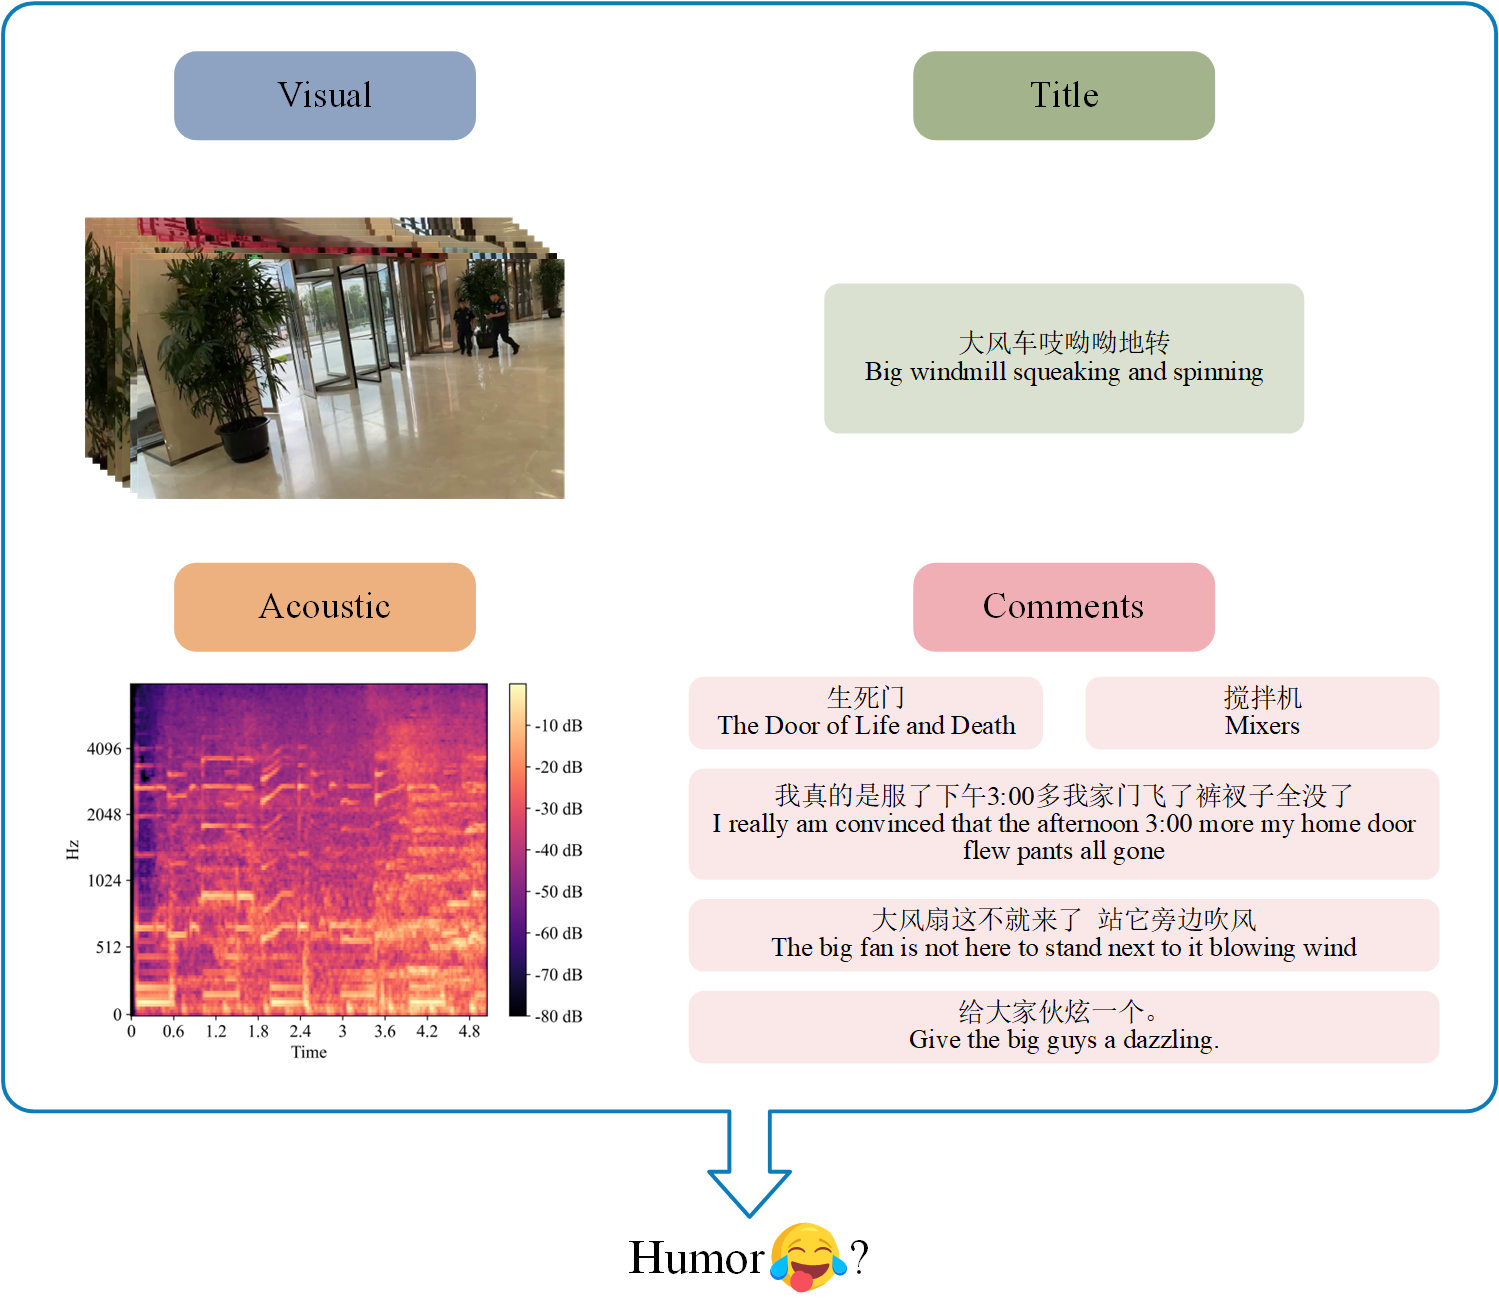 Visual
Title
大风车吱呦呦地转
Big windmill squeaking and spinning
Acoustic
Comments
生死门
The Door of Life and Death
搅拌机
Mixers
我真的是服了下午3:00多我家门飞了裤衩子全没了
I really am convinced that the afternoon 3:00 more my home door
flew pants all gone
大风扇这不就来了 站它旁边吹风
The big fan is not here to stand next to it blowing wind
给大家伙炫一个。
Give the big guys a dazzling.
4096
2048
1024
512
0
Hz
0 0.6 1.2 1.8 2.4 3 3.6 4.2 4.8
Time
-10 dB
-20 dB
-30 dB
-40 dB
-50 dB
-60 dB
-70 dB
-80 dB
Humor ?